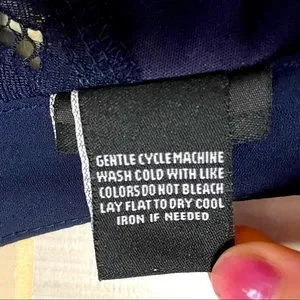 GENTLE CYCLE MACHINE
WASH COLD WITH LIKE
COLORS DO NOT BLEACH
LAY FLAT TO DRY COOL
IRON IF NEEDED